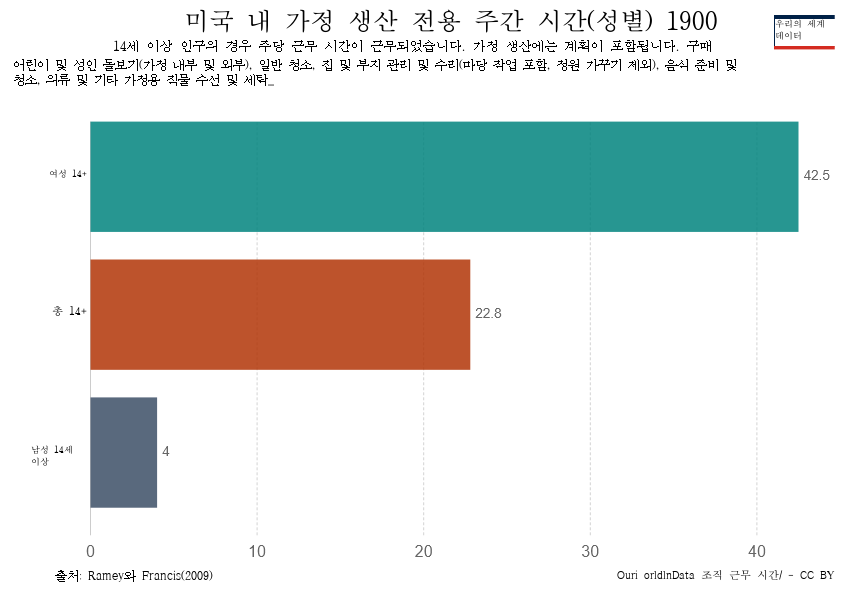 미국 내 가정 생산 전용 주간 시간(성별) 1900
우리의 세계
데이터
14세 이상 인구의 경우 주당 근무 시간이 근무되었습니다. 가정 생산에는 계획이 포함됩니다. 구매
어린이 및 성인 돌보기(가정 내부 및 외부), 일반 청소, 집 및 부지 관리 및 수리(마당 작업 포함, 정원 가꾸기 제외), 음식 준비 및
청소, 의류 및 기타 가정용 직물 수선 및 세탁_
여성 14+
42.5
총 14+
22.8
남성 14세
이상
4
0 10 20 30 40
출처: Ramey와 Francis(2009)
Ouri orldInData 조직 근무 시간/ - CC BY